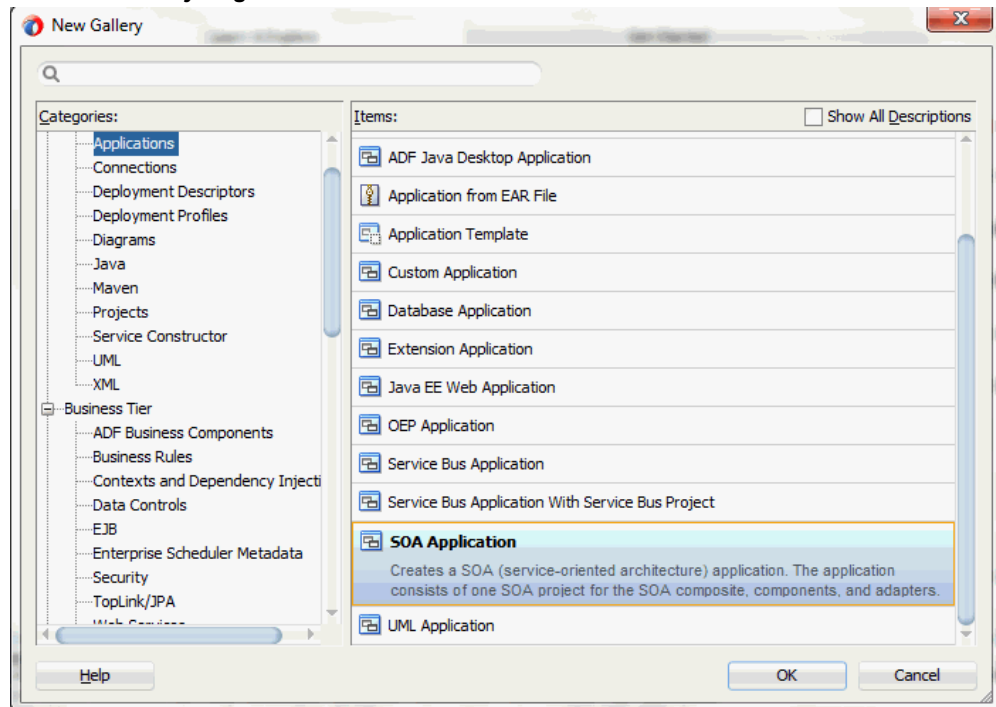 New Gallery
Categories:
Applications
Connections
Deployment Descriptors
Deployment Profiles
Diagrams
Java
Maven
Projects
Service Constructor
UML
XML
Business Tier
ADF Business Components
Business Rules
Contexts and Dependency Injecti
Data Controls
EJB
Enterprise Scheduler Metadata
Security
TopLink/JPA
Web Services
Items:
Show All Descriptions
ADF Java Desktop Application
Application from EAR File
Application Template
Custom Application
Database Application
Extension Application
Java EE Web Application
OEP Application
Service Bus Application
Service Bus Application With Service Bus Project
SOA Application
Creates a SOA (service-oriented architecture) application. The application
consists of one SOA project for the SOA composite, components, and adapters.
UML Application
Help
OK
Cancel